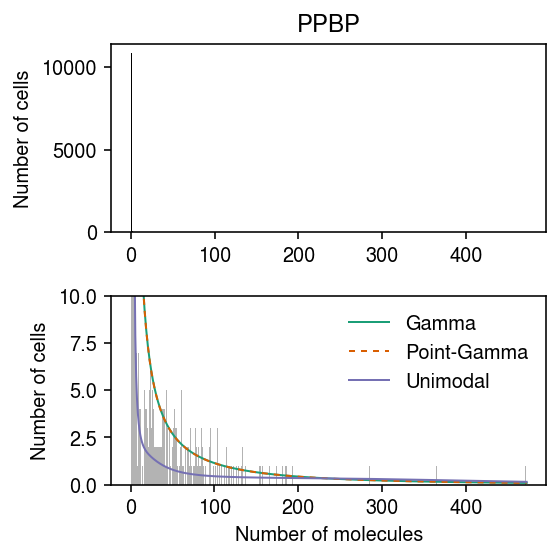 PPBP
Number of cells
10000
5000
0
0 100 200 300 400
Number of cells
10.0
7.5
5.0
2.5
0.0
Gamma
Point-Gamma
Unimodal
0 100 200 300 400
Number of molecules